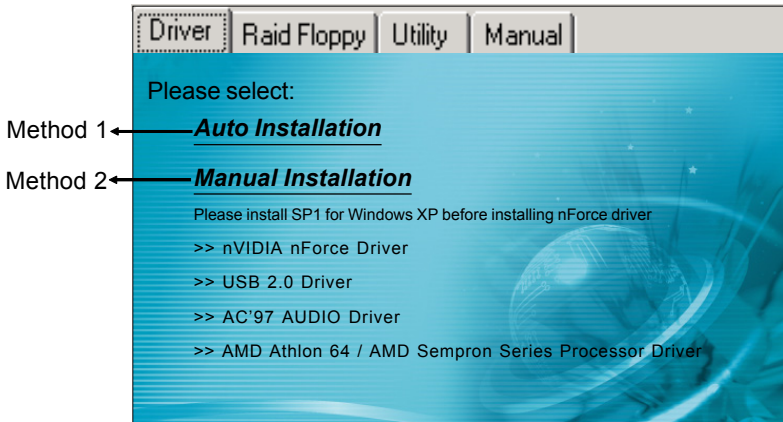 Driver Raid Floppy Utility Manual
Please select:
Method 1 Auto Installation
Method 2 Manual Installation
Please install SP1 for Windows XP before installing nForce driver
>> nVIDIA nForce Driver
>> USB 2.0 Driver
>> AC'97 AUDIO Driver
>> AMD Athlon 64 / AMD Sempron Series Processor Driver